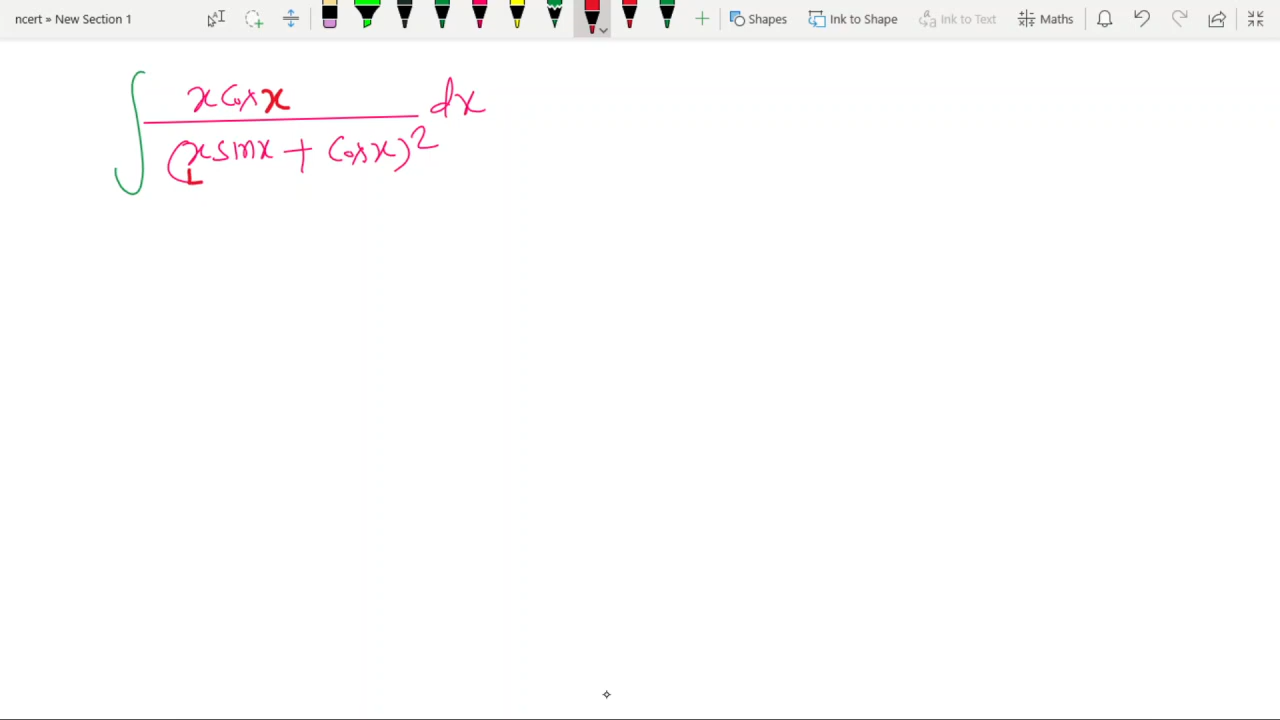 ncert » New Section 1
Shapes
Ink to Shape
Ink to Text
Maths
∫ x cos x / (x sin x + cos x)² dx